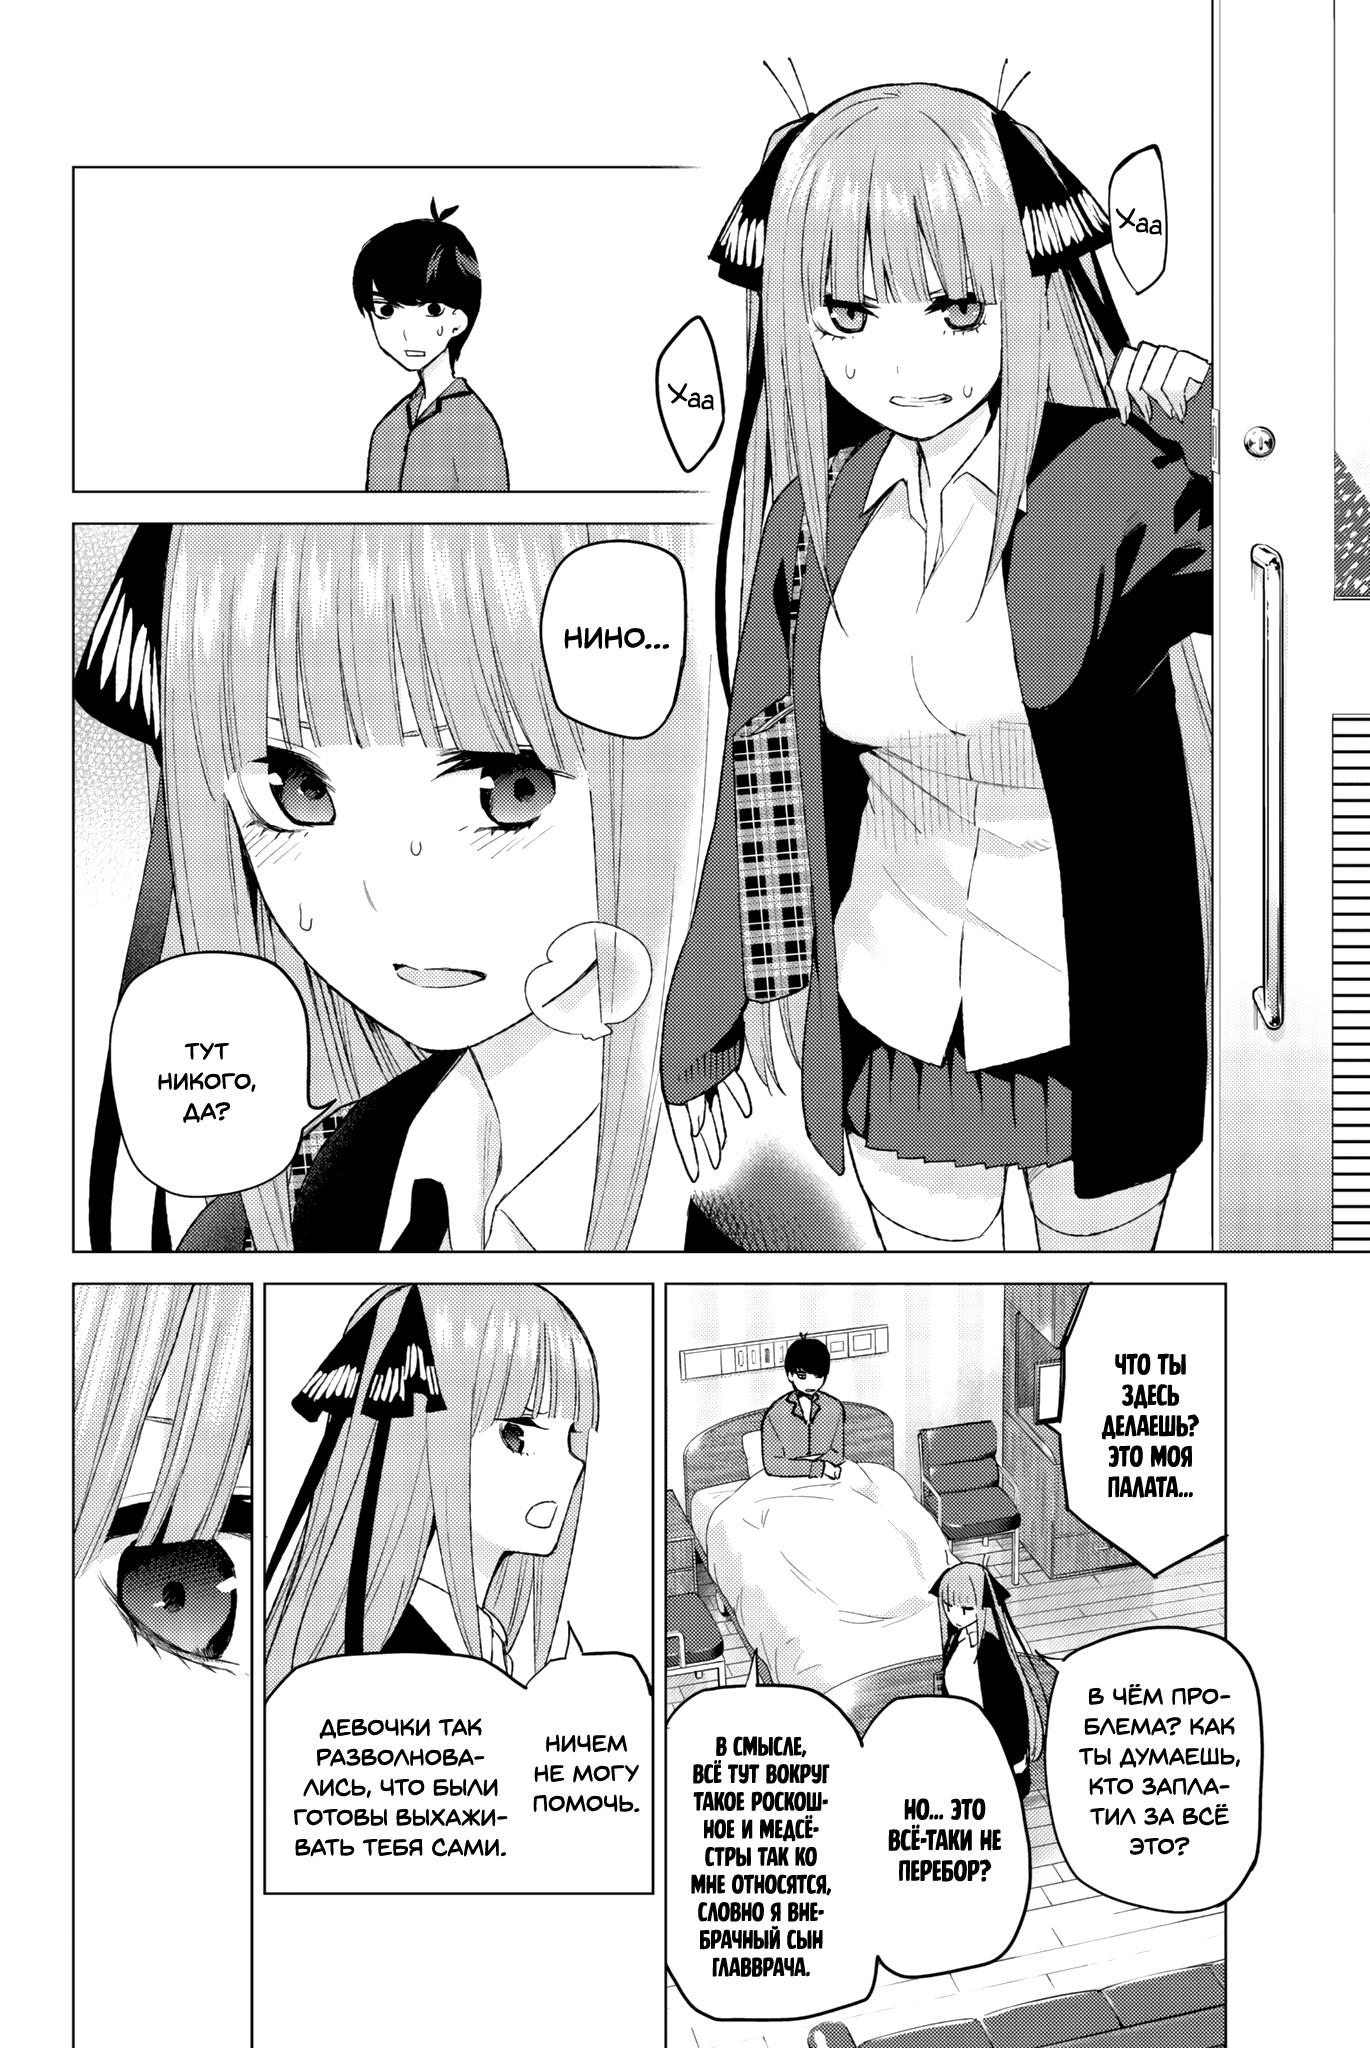 Хаа
Хаа
НИНО...
ТУТ
НИКОГО,
ДА?
ЧТО ТЫ
ЗДЕСЬ
ДЕЛАЕШЬ?
ЭТО МОЯ
ПАЛАТА...
В ЧЁМ ПРО-
БЛЕМА? КАК
ТЫ ДУМАЕШЬ,
КТО ЗАПЛА-
ТИЛ ЗА ВСЁ
ЭТО?
НО... ЭТО
ВСЁ-ТАКИ НЕ
ПЕРЕБОР?
В СМЫСЛЕ,
ВСЁ ТУТ ВОКРУГ
ТАКОЕ РОСКОШ-
НОЕ И МЕДСЁ-
СТРЫ ТАК КО
МНЕ ОТНОСЯТСЯ,
СЛОВНО Я ВНЕ-
БРАЧНЫЙ СЫН
ГЛАВВРАЧА.
НИЧЕМ
НЕ МОГУ
ПОМОЧЬ.
ДЕВОЧКИ ТАК
РАЗВОЛНОВА-
ЛИСЬ, ЧТО БЫЛИ
ГОТОВЫ ВЫХАЖИ-
ВАТЬ ТЕБЯ САМИ.